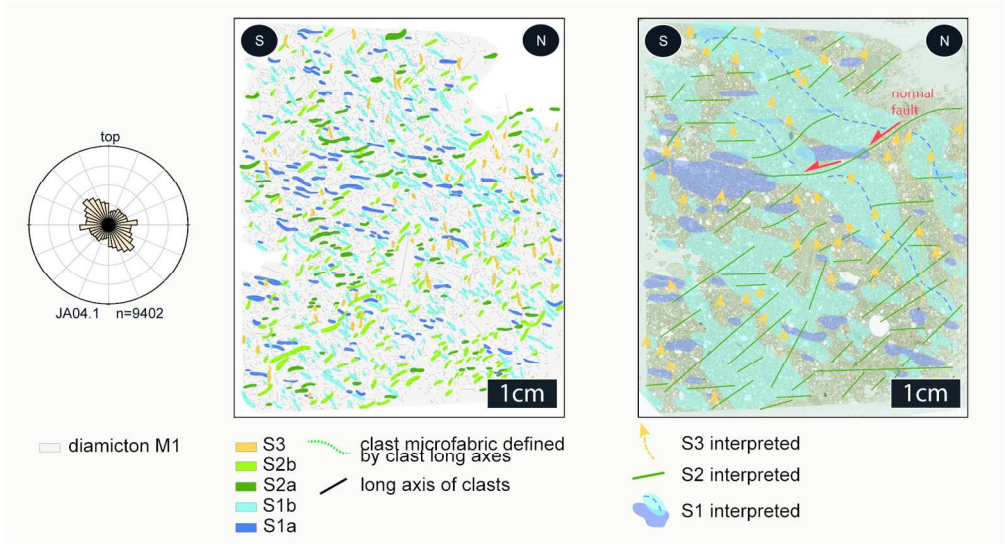 top
JA04.1 n=9402
S
N
1cm
S
N
normal
fault
1cm
diamicton M1
S3
S2b
S2a
S1b
S1a
clast microfabric defined
by clast long axes
long axis of clasts
S3 interpreted
S2 interpreted
S1 interpreted